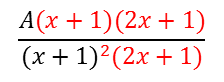 A(x + 1)(2x + 1)
(x + 1)²(2x + 1)